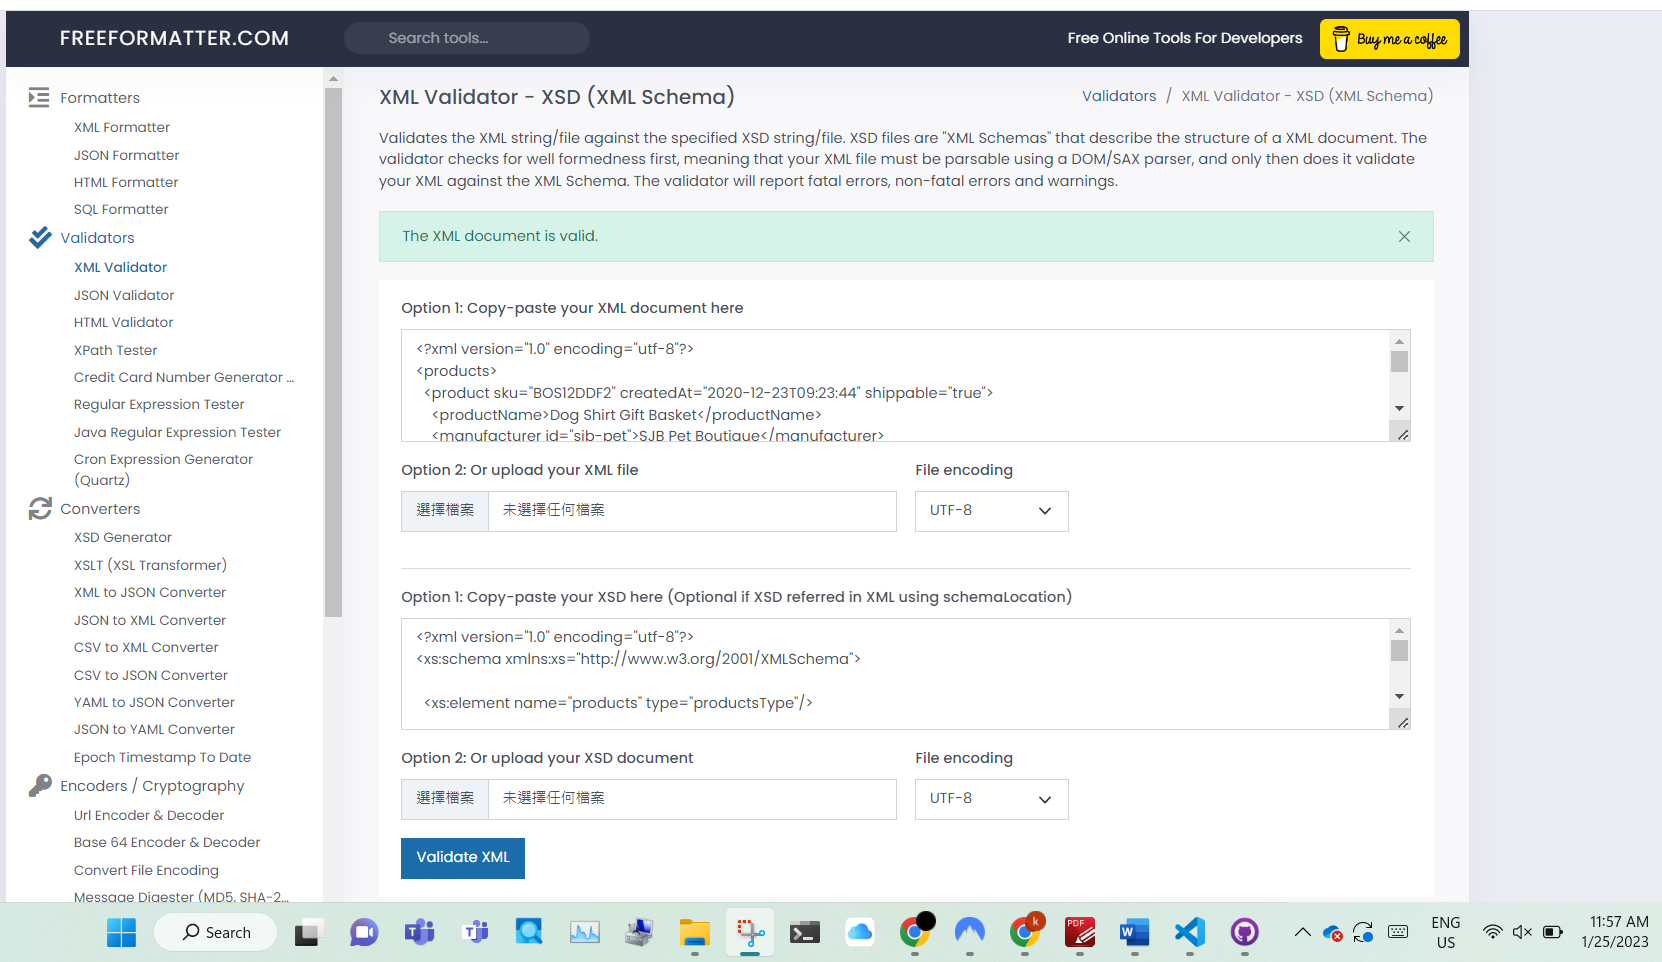 FREEFORMATTER.COM
Search tools...
Free Online Tools For Developers
Buy me a coffee
Formatters
XML Formatter
JSON Formatter
HTML Formatter
SQL Formatter
Validators
XML Validator
JSON Validator
HTML Validator
XPath Tester
Credit Card Number Generator ...
Regular Expression Tester
Java Regular Expression Tester
Cron Expression Generator
(Quartz)
Converters
XSD Generator
XSLT (XSL Transformer)
XML to JSON Converter
JSON to XML Converter
CSV to XML Converter
CSV to JSON Converter
YAML to JSON Converter
JSON to YAML Converter
Epoch Timestamp To Date
Encoders / Cryptography
Url Encoder & Decoder
Base 64 Encoder & Decoder
Convert File Encoding
Message Digester (MD5, SHA-2...
XML Validator - XSD (XML Schema)
Validators / XML Validator - XSD (XML Schema)
Validates the XML string/file against the specified XSD string/file. XSD files are "XML Schemas" that describe the structure of a XML document. The
validator checks for well formedness first, meaning that your XML file must be parsable using a DOM/SAX parser, and only then does it validate
your XML against the XML Schema. The validator will report fatal errors, non-fatal errors and warnings.
The XML document is valid.
Option 1: Copy-paste your XML document here
<?xml version="1.0" encoding="utf-8"?>
<products>
<product sku="BOS12DDF2" createdAt="2020-12-23T09:23:44" shippable="true">
<productName>Dog Shirt Gift Basket</productName>
<manufacturer id="sjb-pet">SJB Pet Boutique</manufacturer>
Option 2: Or upload your XML file
File encoding
選擇檔案 未選擇任何檔案
UTF-8
Option 1: Copy-paste your XSD here (Optional if XSD referred in XML using schemaLocation)
<?xml version="1.0" encoding="utf-8"?>
<xs:schema xmlns:xs="http://www.w3.org/2001/XMLSchema">
<xs:element name="products" type="productsType"/>
Option 2: Or upload your XSD document
File encoding
選擇檔案 未選擇任何檔案
UTF-8
Validate XML
Search
T
T
k
PDF
W
ENG
US
11:57 AM
1/25/2023